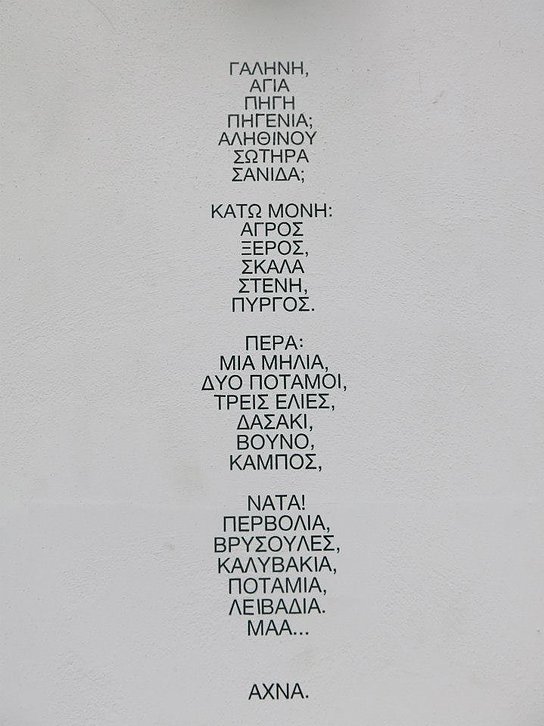 ΓΑΛΗΝΗ,
ΑΓΙΑ
ΠΗΓΗ
ΠΗΓΕΝΙΑ;
ΑΛΗΘΙΝΟΥ
ΣΩΤΗΡΑ
ΣΑΝΙΔΑ;
ΚΑΤΩ ΜΟΝΗ:
ΑΓΡΟΣ
ΞΕΡΟΣ,
ΣΚΑΛΑ
ΣΤΕΝΗ,
ΠΥΡΓΟΣ.
ΠΕΡΑ:
ΜΙΑ ΜΗΛΙΑ,
ΔΥΟ ΠΟΤΑΜΟΙ,
ΤΡΕΙΣ ΕΛΙΕΣ,
ΔΑΣΑΚΙ,
ΒΟΥΝΟ,
ΚΑΜΠΟΣ,
ΝΑΤΑ!
ΠΕΡΒΟΛΙΑ,
ΒΡΥΣΟΥΛΕΣ,
ΚΑΛΥΒΑΚΙΑ,
ΠΟΤΑΜΙΑ,
ΛΕΙΒΑΔΙΑ.
ΜΑΑ...
ΑΧΝΑ.